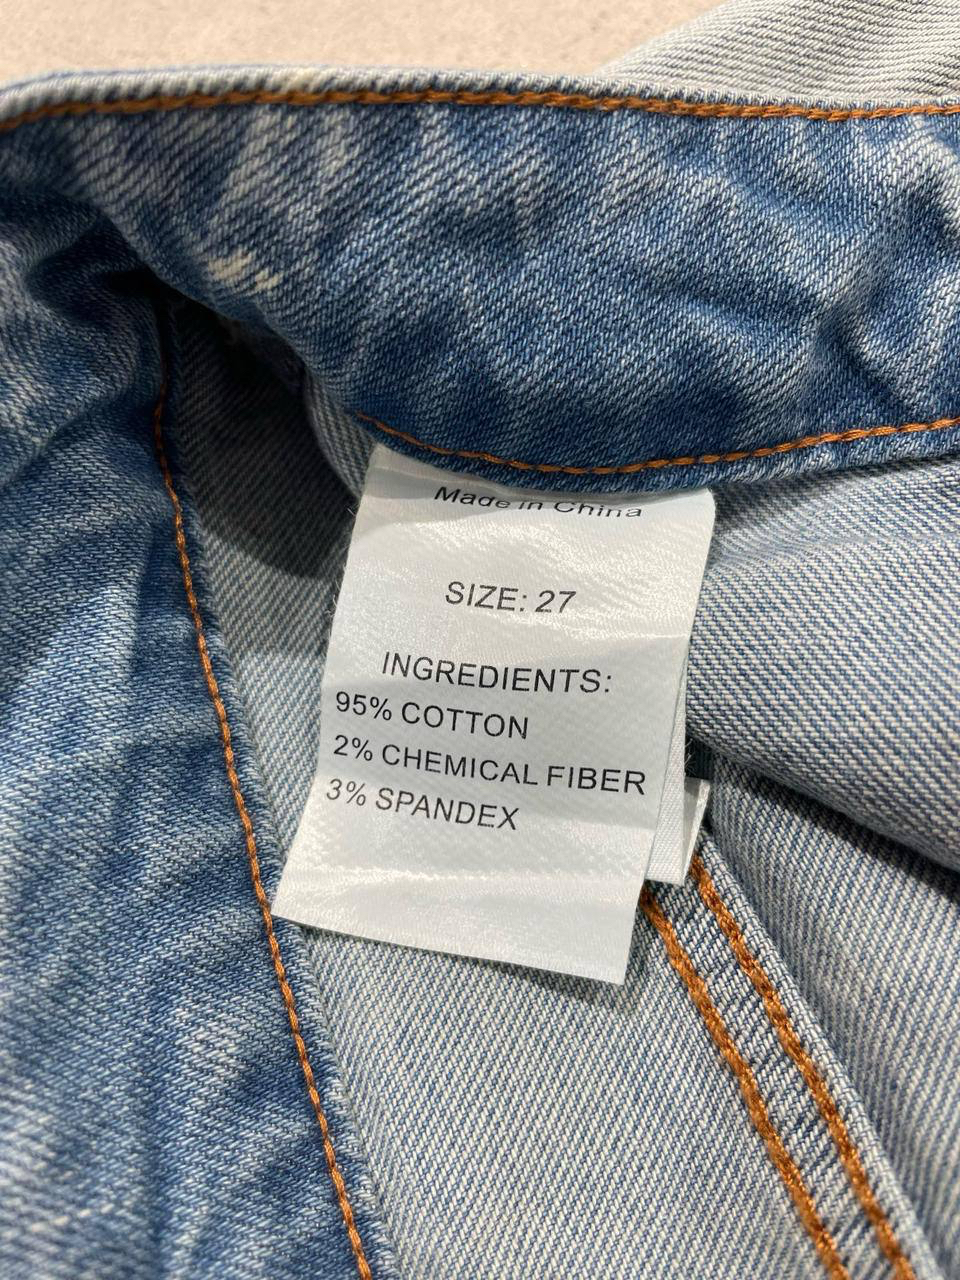 Made in China
SIZE: 27
INGREDIENTS:
95% COTTON
2% CHEMICAL FIBER
3% SPANDEX